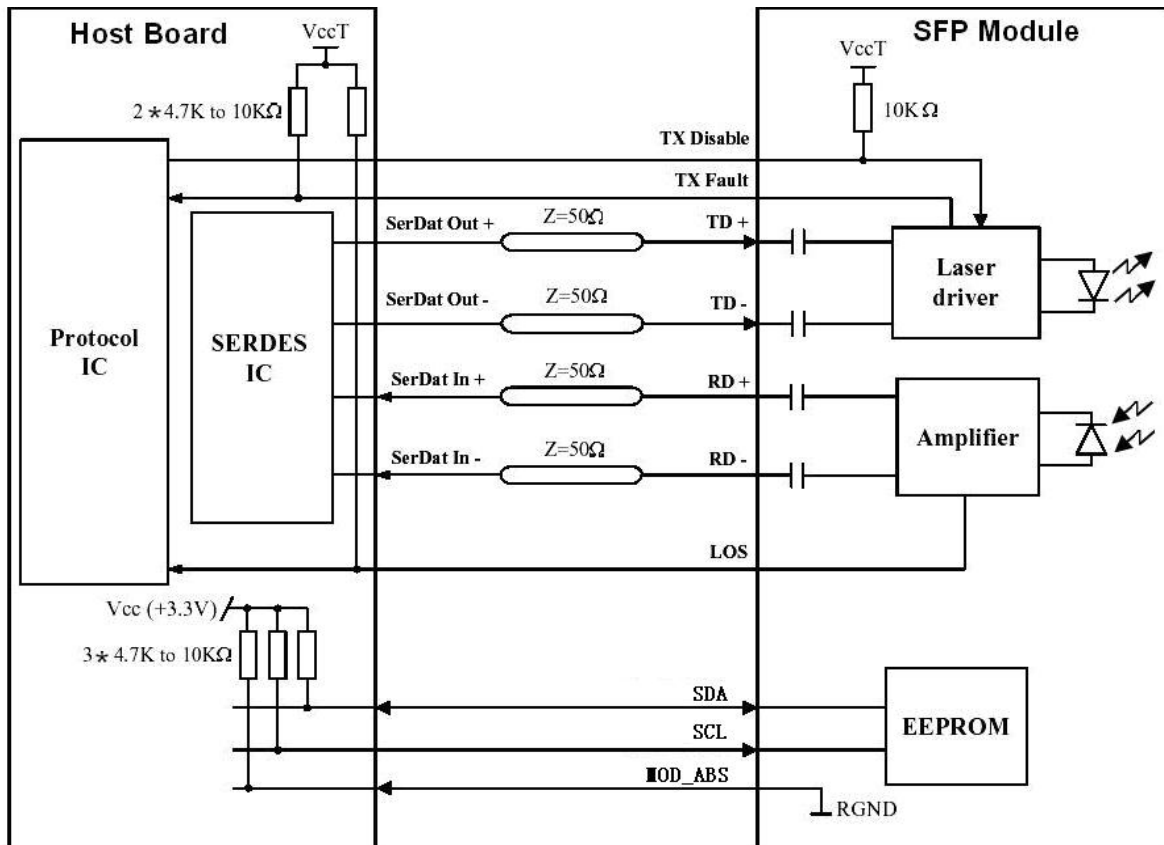 Host Board
SFP Module
VccT
VccT
2*4.7K to 10KΩ
10KΩ
TX Disable
TX Fault
SerDat Out +
Z=50Ω
TD +
Laser
driver
SerDat Out -
Z=50Ω
TD -
Protocol
IC
SERDES
IC
SerDat In +
Z=50Ω
RD +
Amplifier
SerDat In -
Z=50Ω
RD -
LOS
Vcc (+3.3V)
3*4.7K to 10KΩ
SDA
SCL
EEPROM
MOD_ABS
RGND